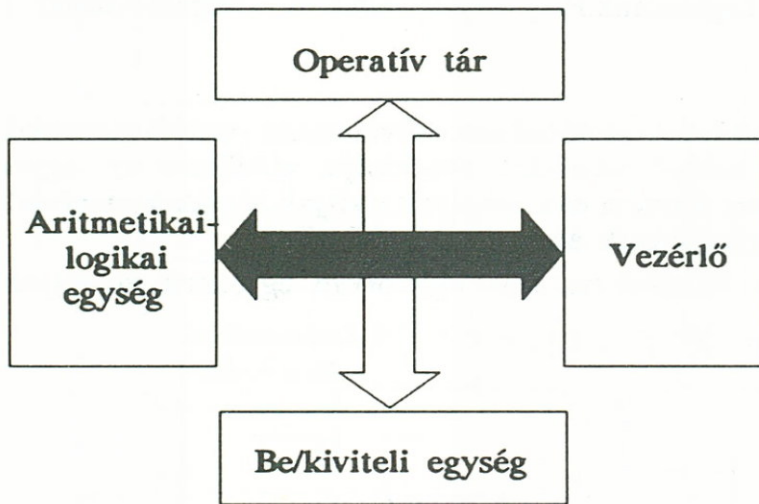 Operatív tár
Aritmetikai-
logikai
egység
Vezérlő
Be/kiviteli egység